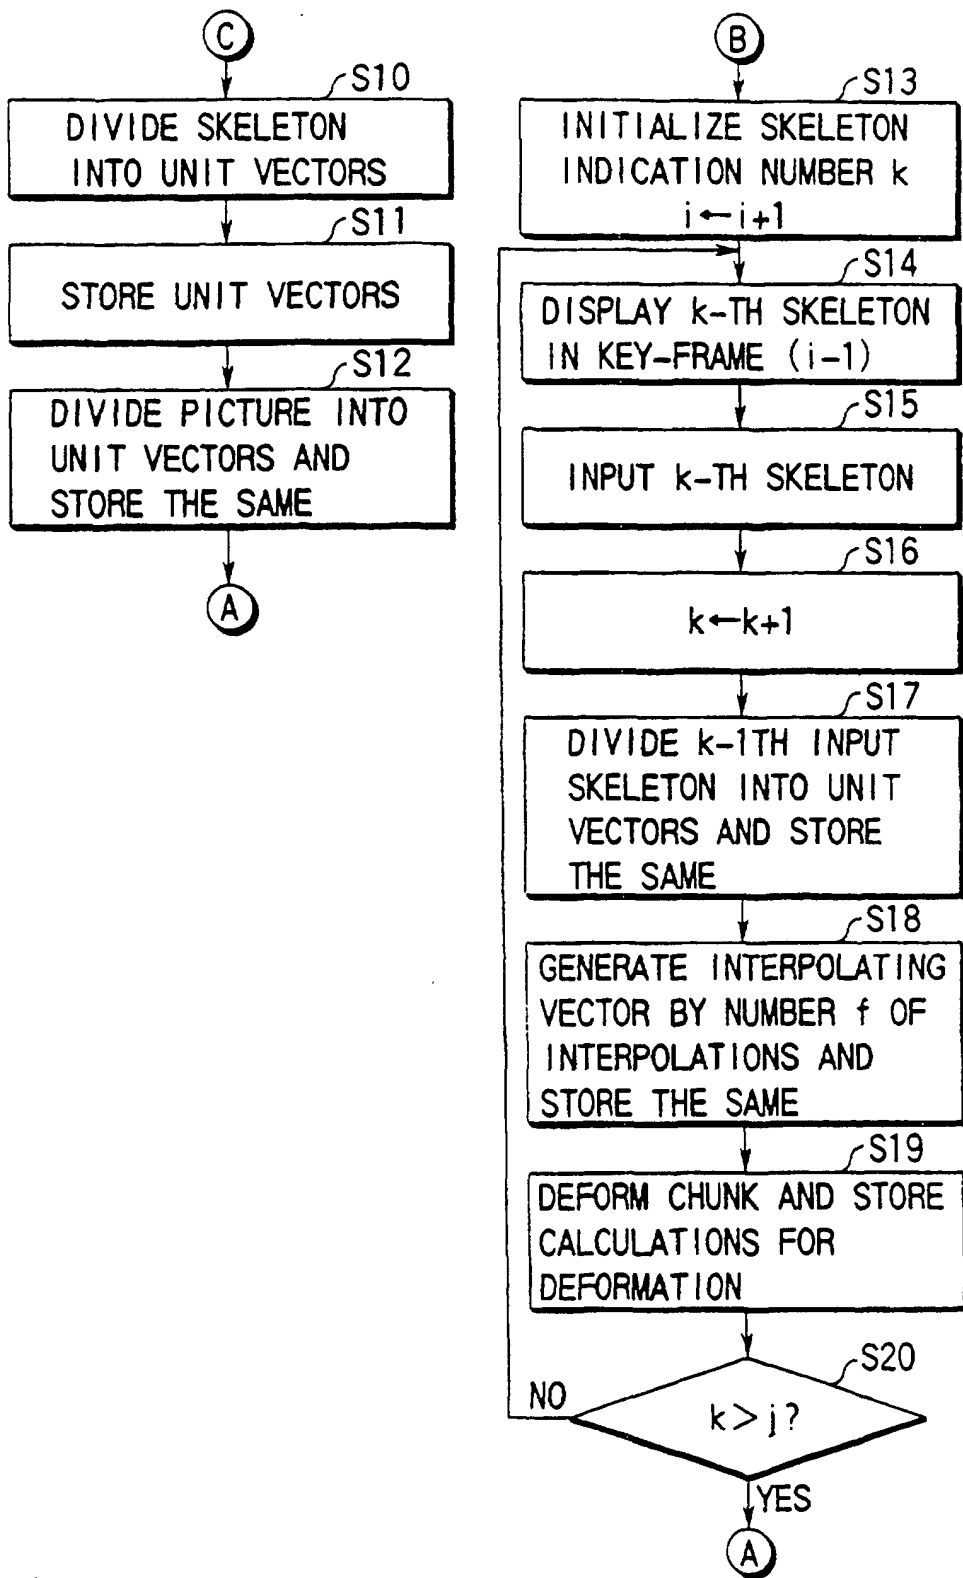 C
S10
DIVIDE SKELETON
INTO UNIT VECTORS
S11
STORE UNIT VECTORS
S12
DIVIDE PICTURE INTO
UNIT VECTORS AND
STORE THE SAME
A
B
S13
INITIALIZE SKELETON
INDICATION NUMBER k
i←i+1
S14
DISPLAY k-TH SKELETON
IN KEY-FRAME (i-1)
S15
INPUT k-TH SKELETON
S16
k←k+1
S17
DIVIDE k-1TH INPUT
SKELETON INTO UNIT
VECTORS AND STORE
THE SAME
S18
GENERATE INTERPOLATING
VECTOR BY NUMBER f OF
INTERPOLATIONS AND
STORE THE SAME
S19
DEFORM CHUNK AND STORE
CALCULATIONS FOR
DEFORMATION
S20
NO
k>j?
YES
A